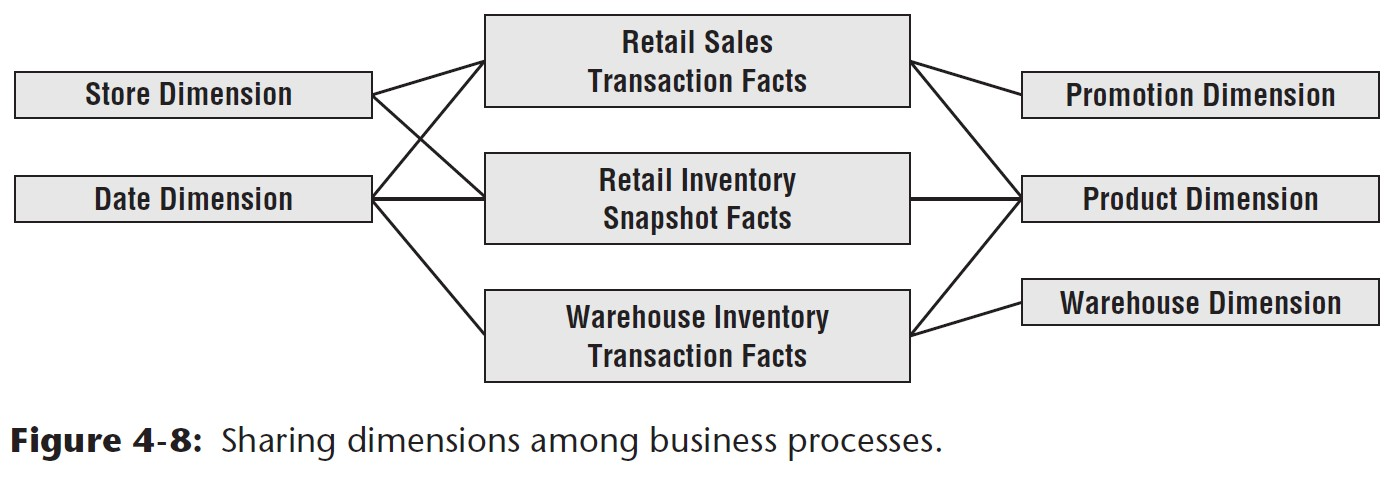 Store Dimension
Date Dimension
Retail Sales
Transaction Facts
Retail Inventory
Snapshot Facts
Warehouse Inventory
Transaction Facts
Promotion Dimension
Product Dimension
Warehouse Dimension
Figure 4-8: Sharing dimensions among business processes.